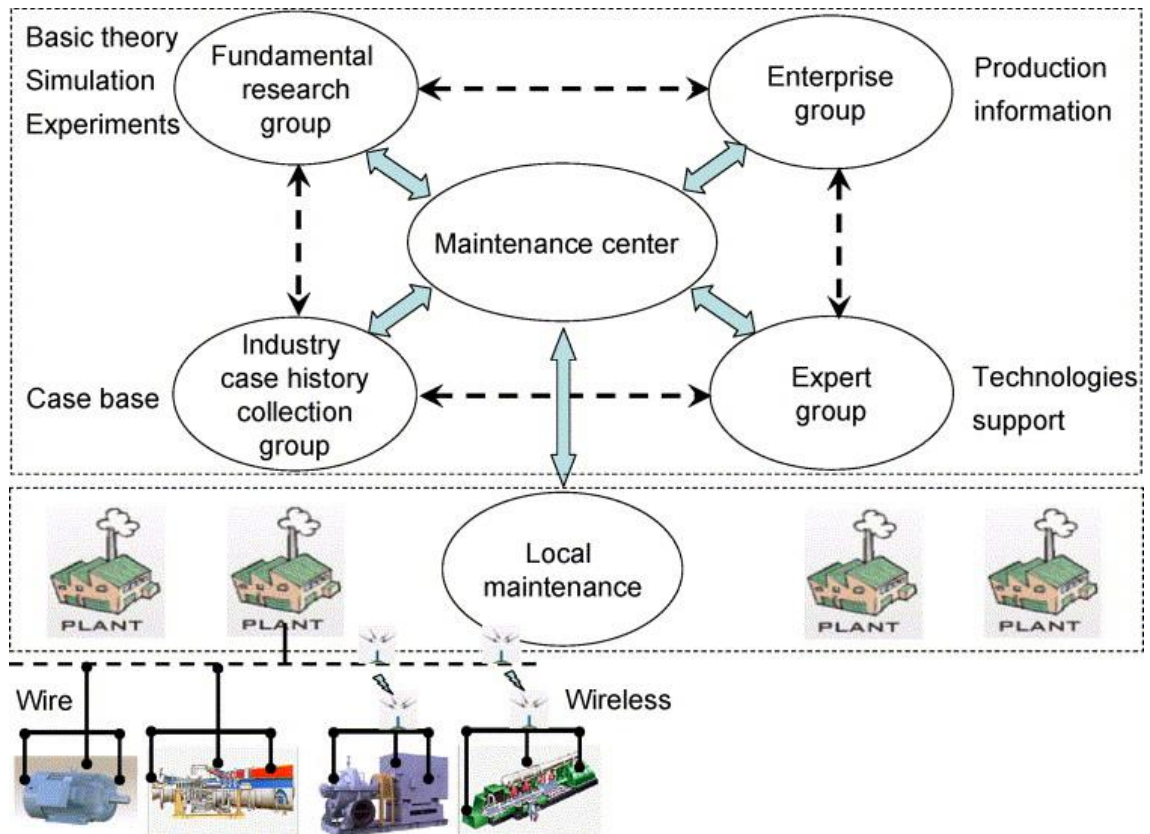 Basic theory
Simulation
Experiments
Fundamental
research
group
Enterprise
group
Production
information
Maintenance center
Case base
Industry
case history
collection
group
Expert
group
Technologies
support
PLANT
PLANT
Local
maintenance
PLANT
PLANT
Wire
Wireless